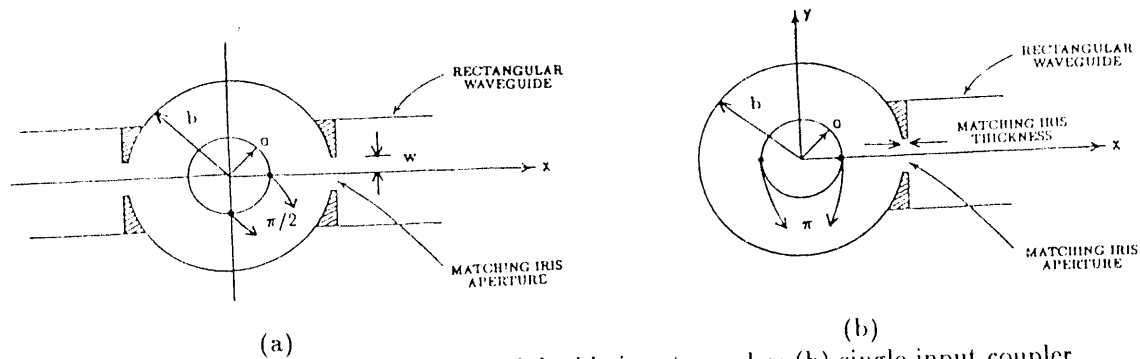 RECTANGULAR
WAVEGUIDE
b
a
w
x
π/2
MATCHING IRIS
APERTURE
(a)
y
RECTANGULAR
WAVEGUIDE
b
a
MATCHING IRIS
THICKNESS
x
π
MATCHING IRIS
APERTURE
(b)
(b) single input coupler